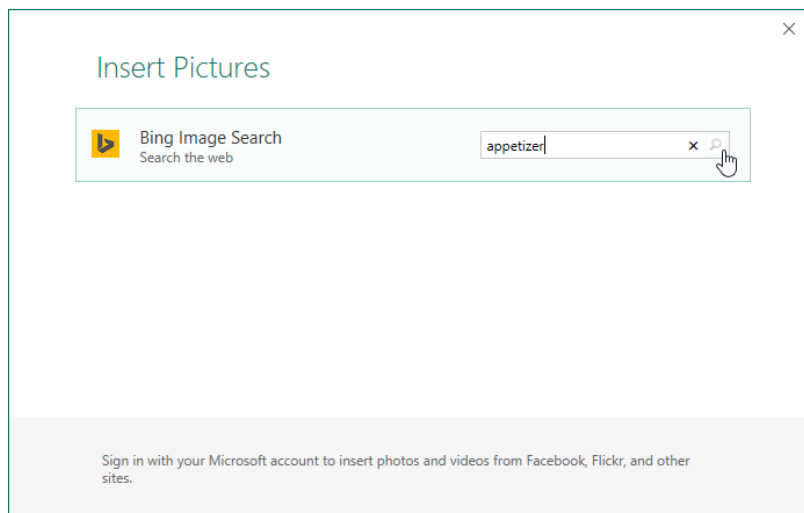 Insert Pictures
Bing Image Search
Search the web
appetizer
Sign in with your Microsoft account to insert photos and videos from Facebook, Flickr, and other
sites.